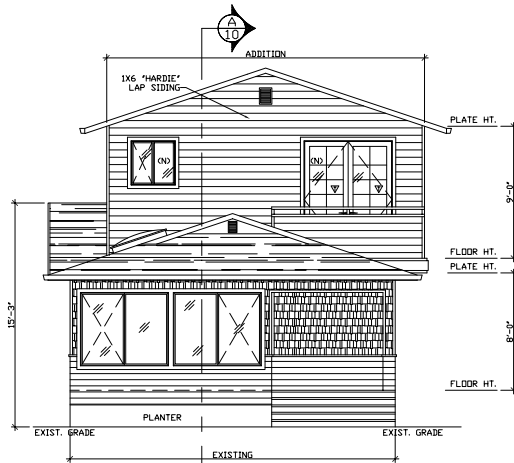 A
10
ADDITION
1X6 "HARDIE"
LAP SIDING
PLATE HT.
(N)
(N)
9'-0"
FLOOR HT.
PLATE HT.
15'-3"
8'-0"
FLOOR HT.
PLANTER
EXIST. GRADE
EXIST. GRADE
EXISTING